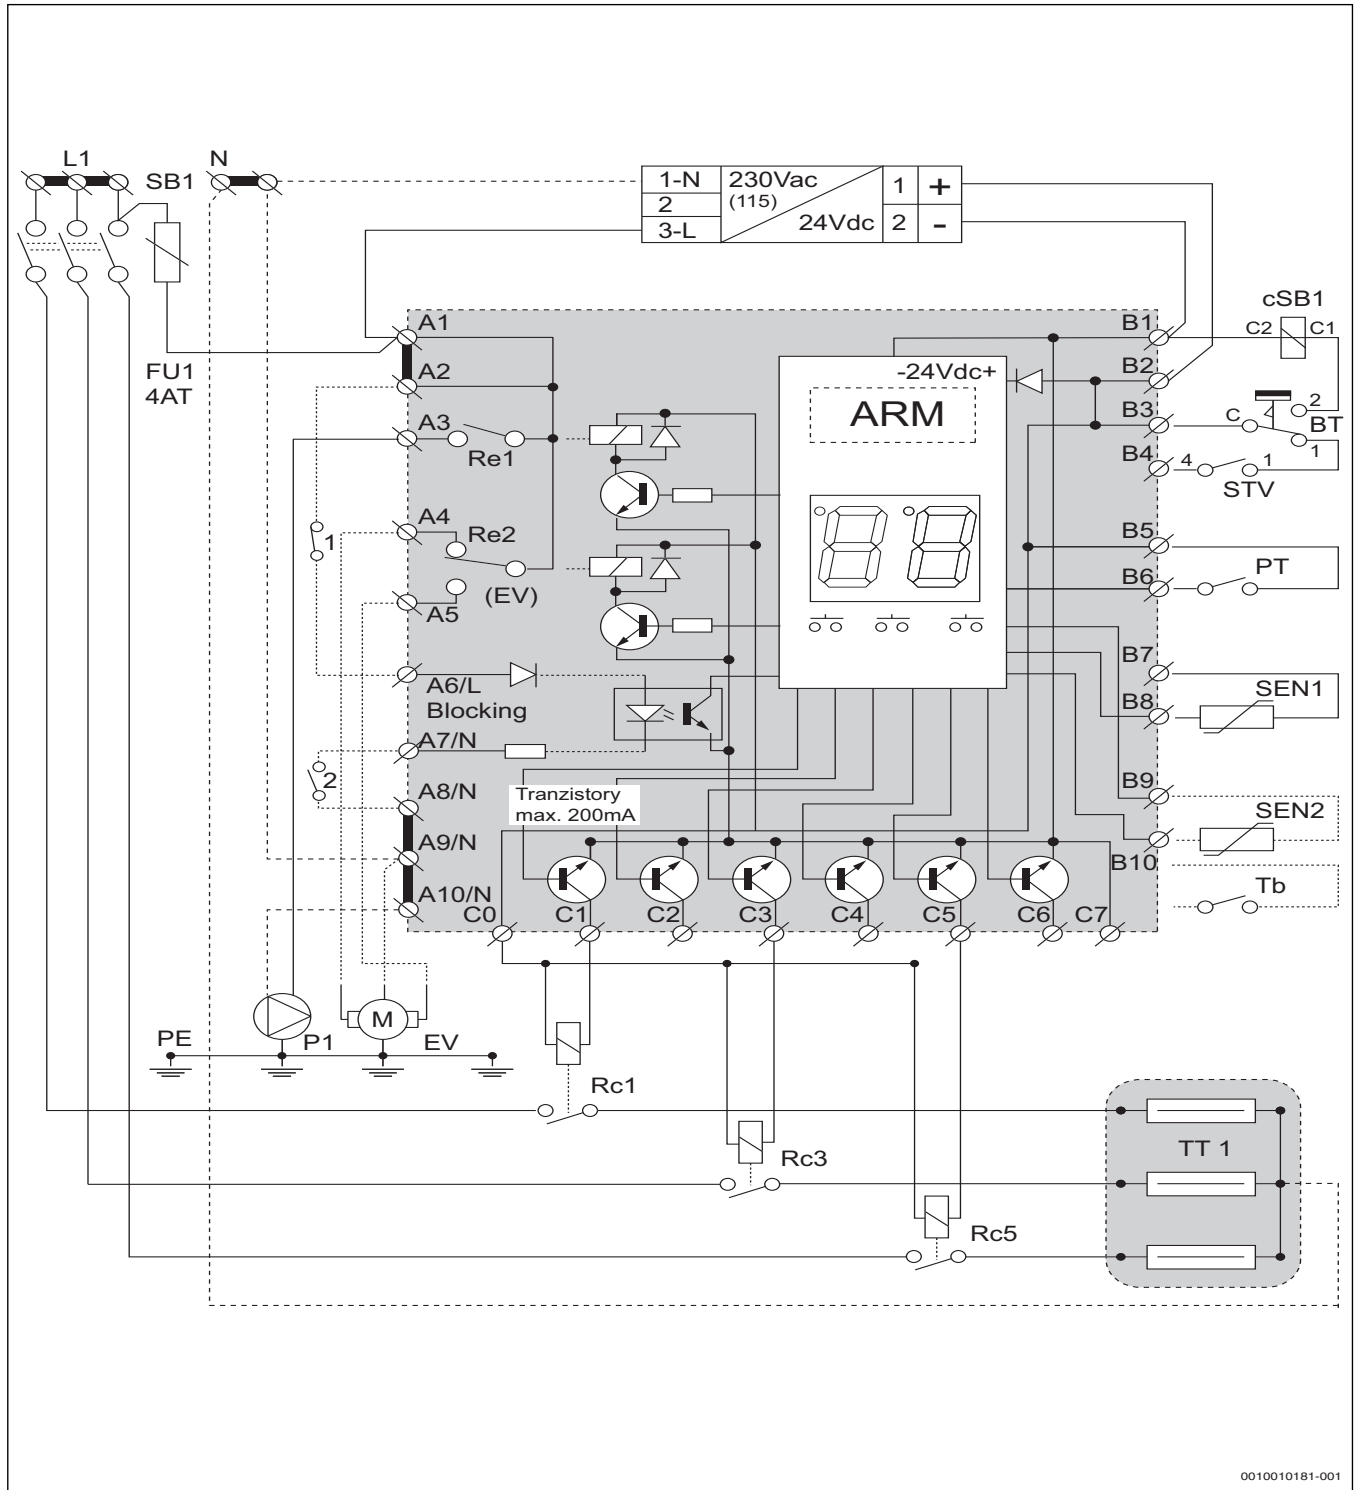 L1
SB1
N
1-N
2
3-L
230Vac
(115)
24Vdc
1
+
2
-
FU1
4AT
A1
A2
A3
Re1
A4
Re2
A5
(EV)
1
A6/L
Blocking
A7/N
2
A8/N
A9/N
A10/N
-24Vdc+
ARM
Tranzistory
max. 200mA
B1
B2
B3
B4
B5
B6
B7
B8
B9
B10
cSB1
C2
C1
C
2
BT
1
4
1
STV
PT
SEN1
SEN2
Tb
C0
C1
C2
C3
C4
C5
C6
C7
PE
P1
M
EV
Rc1
Rc3
Rc5
TT 1
0010010181-001